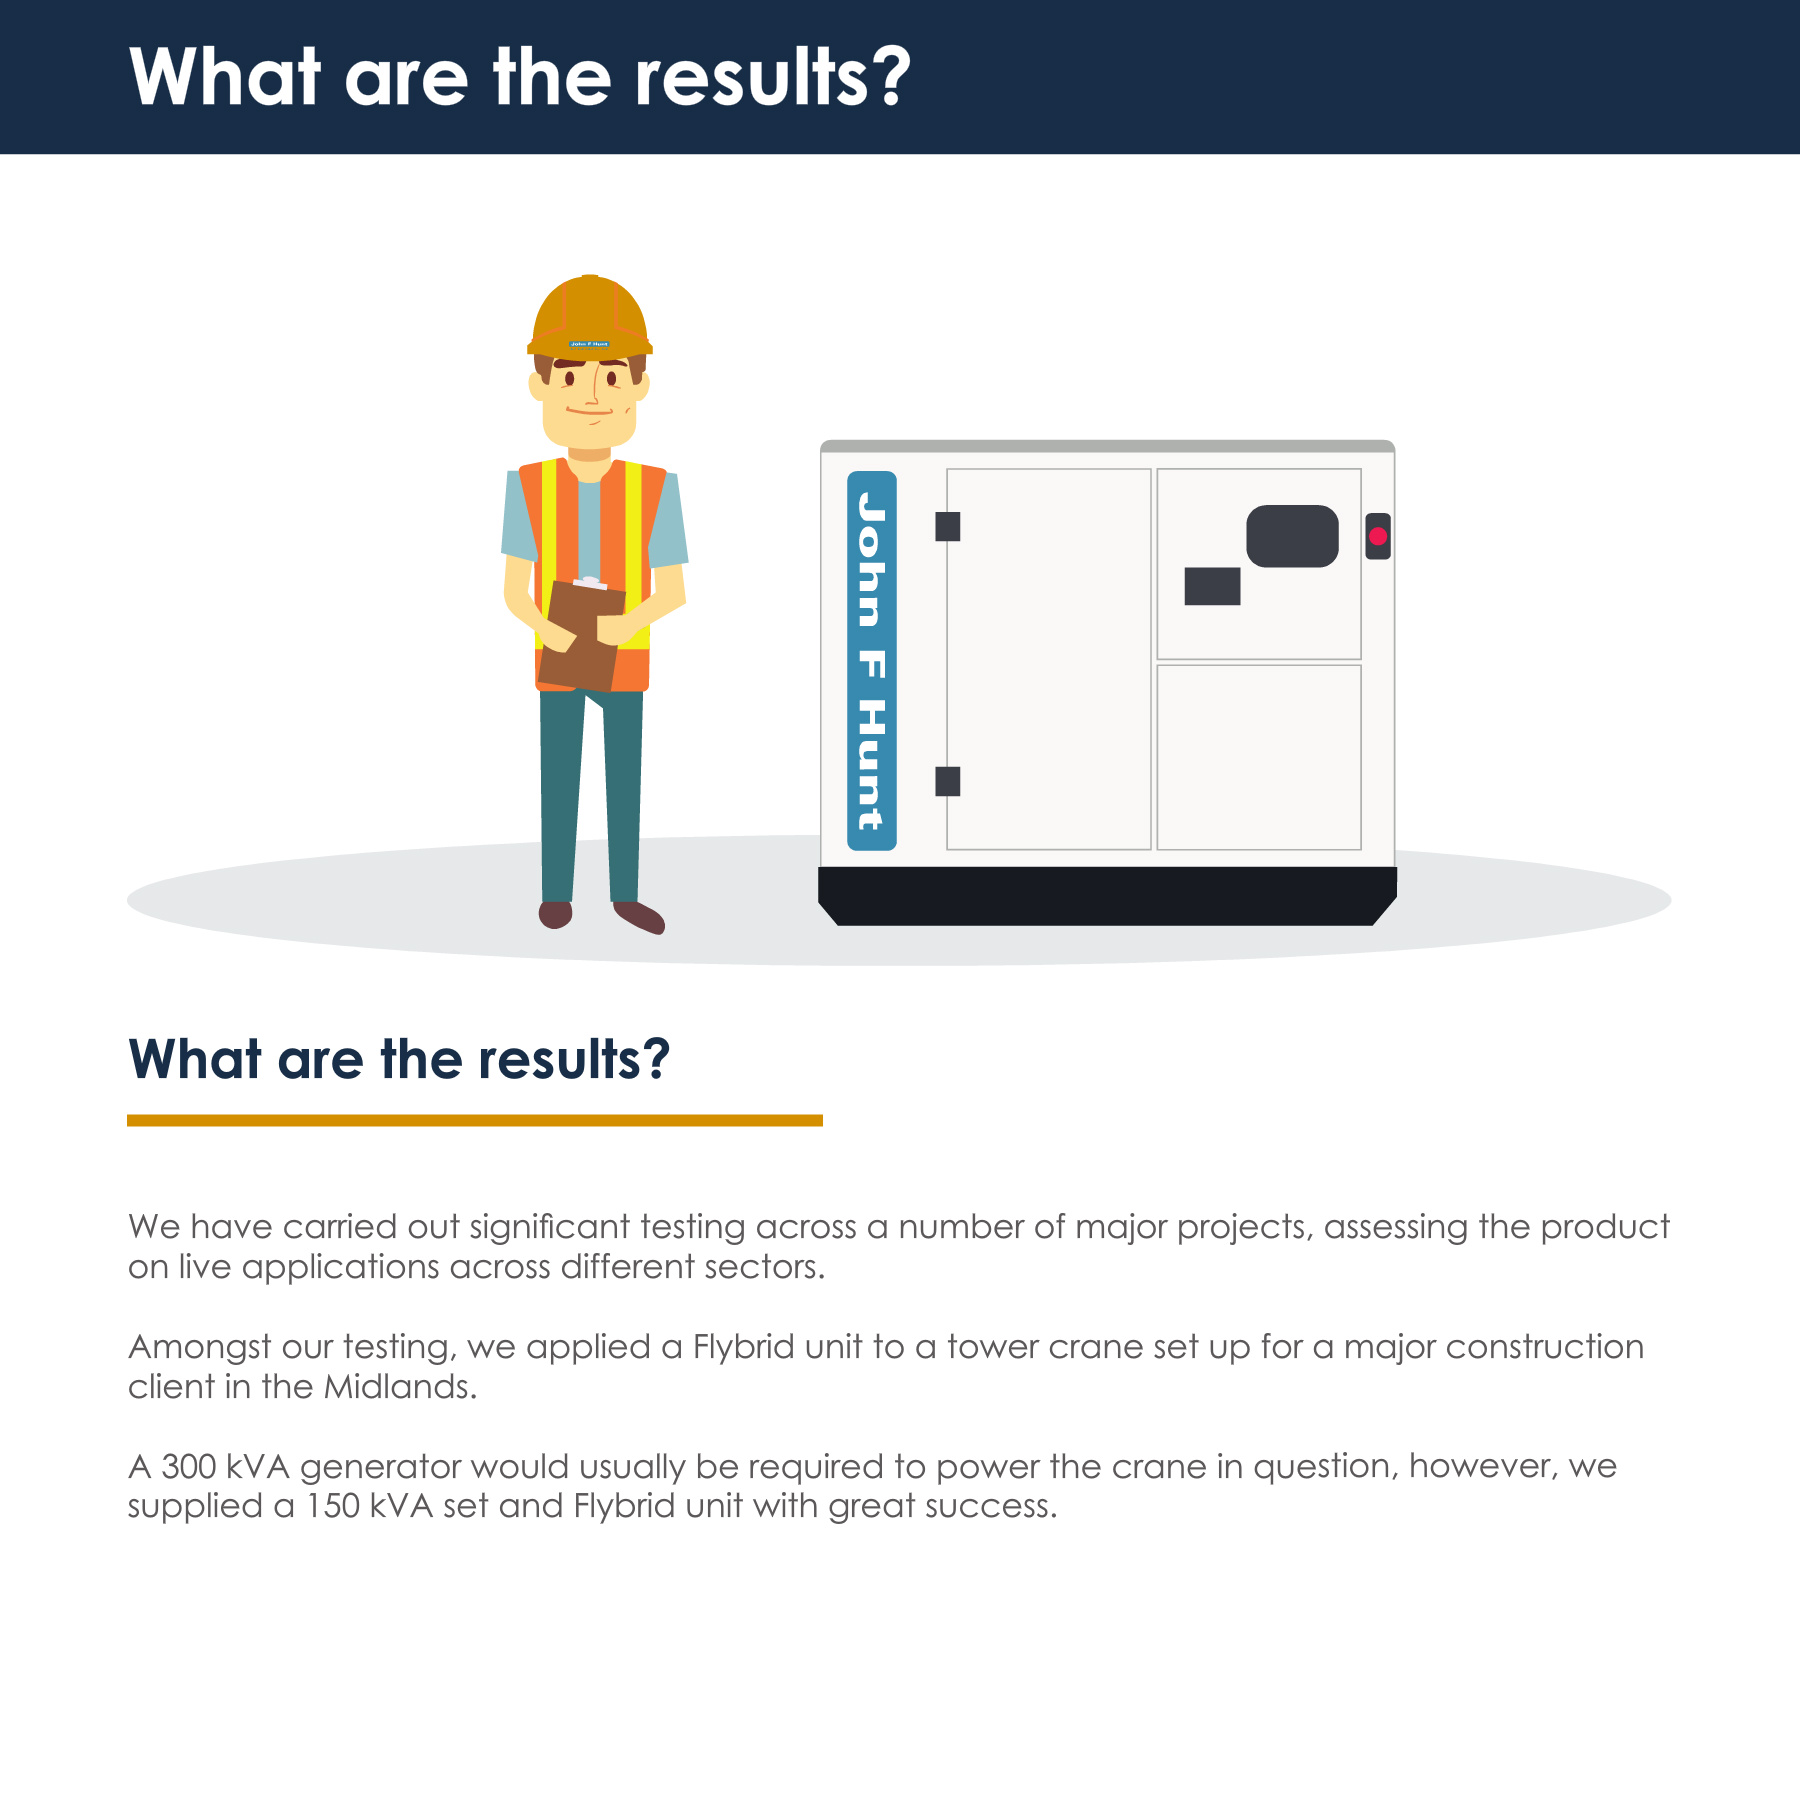 What are the results?
John F Hunt
John F Hunt
What are the results?
We have carried out significant testing across a number of major projects, assessing the product
on live applications across different sectors.
Amongst our testing, we applied a Flybrid unit to a tower crane set up for a major construction
client in the Midlands.
A 300 kVA generator would usually be required to power the crane in question, however, we
supplied a 150 kVA set and Flybrid unit with great success.